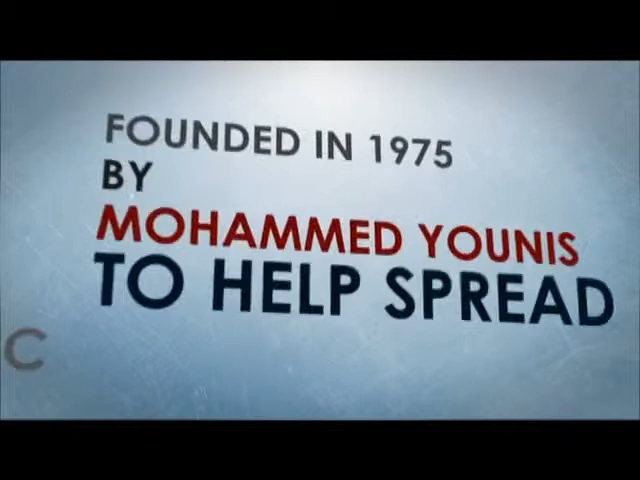 FOUNDED IN 1975
BY
MOHAMMED YOUNIS
TO HELP SPREAD
C